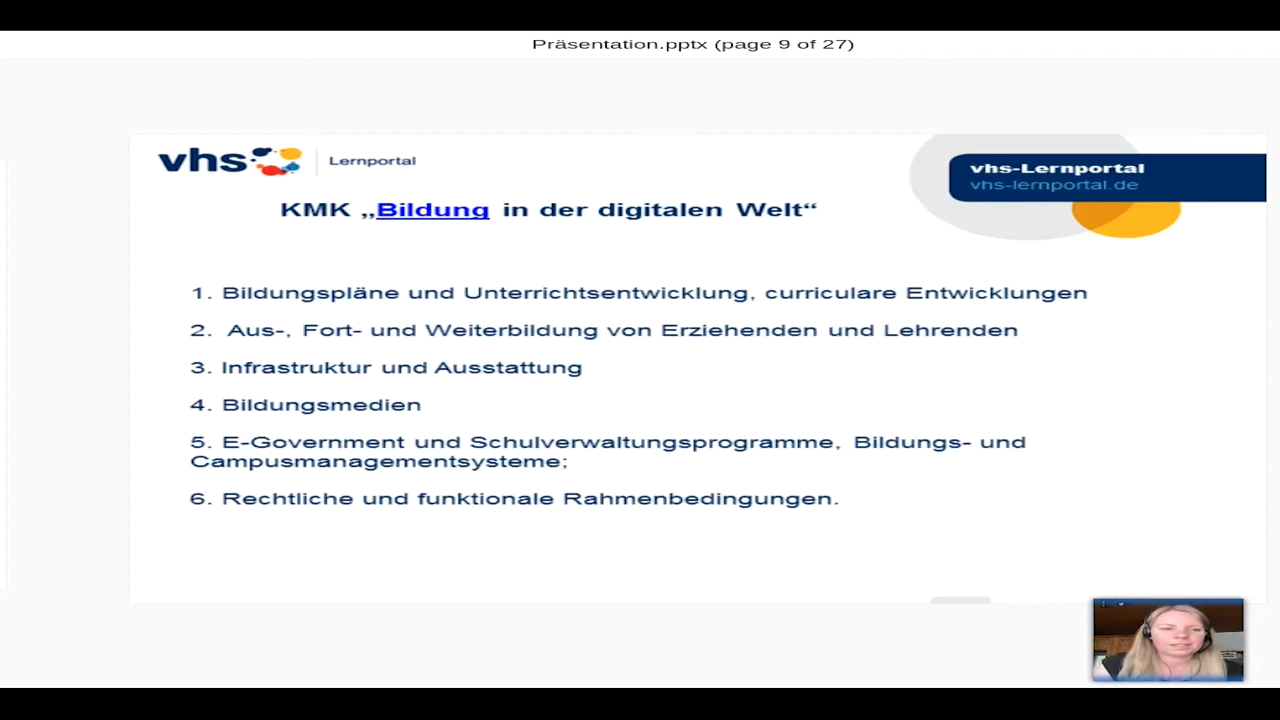 Präsentation.pptx (page 9 of 27)
vhs Lernportal
vhs-Lernportal
vhs-lernportal.de
KMK „Bildung in der digitalen Welt“
1. Bildungspläne und Unterrichtsentwicklung, curriculare Entwicklungen
2. Aus-, Fort- und Weiterbildung von Erziehenden und Lehrenden
3. Infrastruktur und Ausstattung
4. Bildungsmedien
5. E-Government und Schulverwaltungsprogramme, Bildungs- und
Campusmanagementsysteme;
6. Rechtliche und funktionale Rahmenbedingungen.